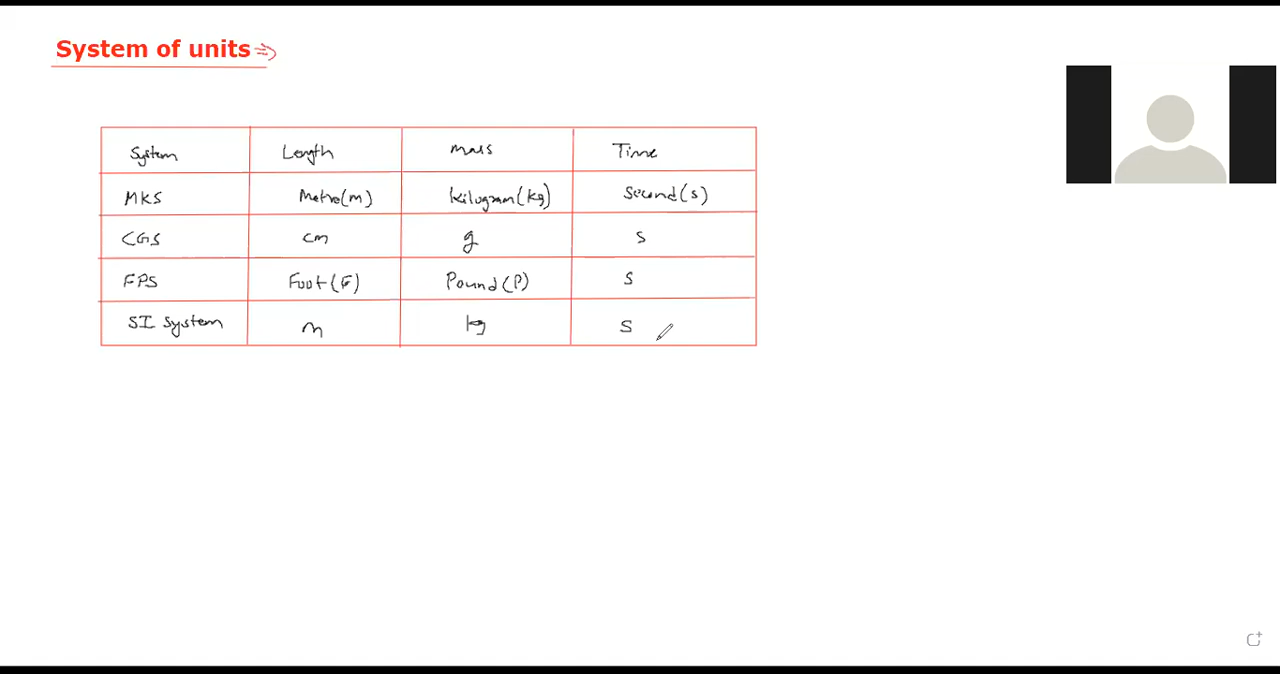 System of units ⇒
System Length Mass Time
MKS Metre(m) Kilogram(kg) Second(s)
CGS cm g s
FPS Foot(F) Pound(P) s
SI System m kg s